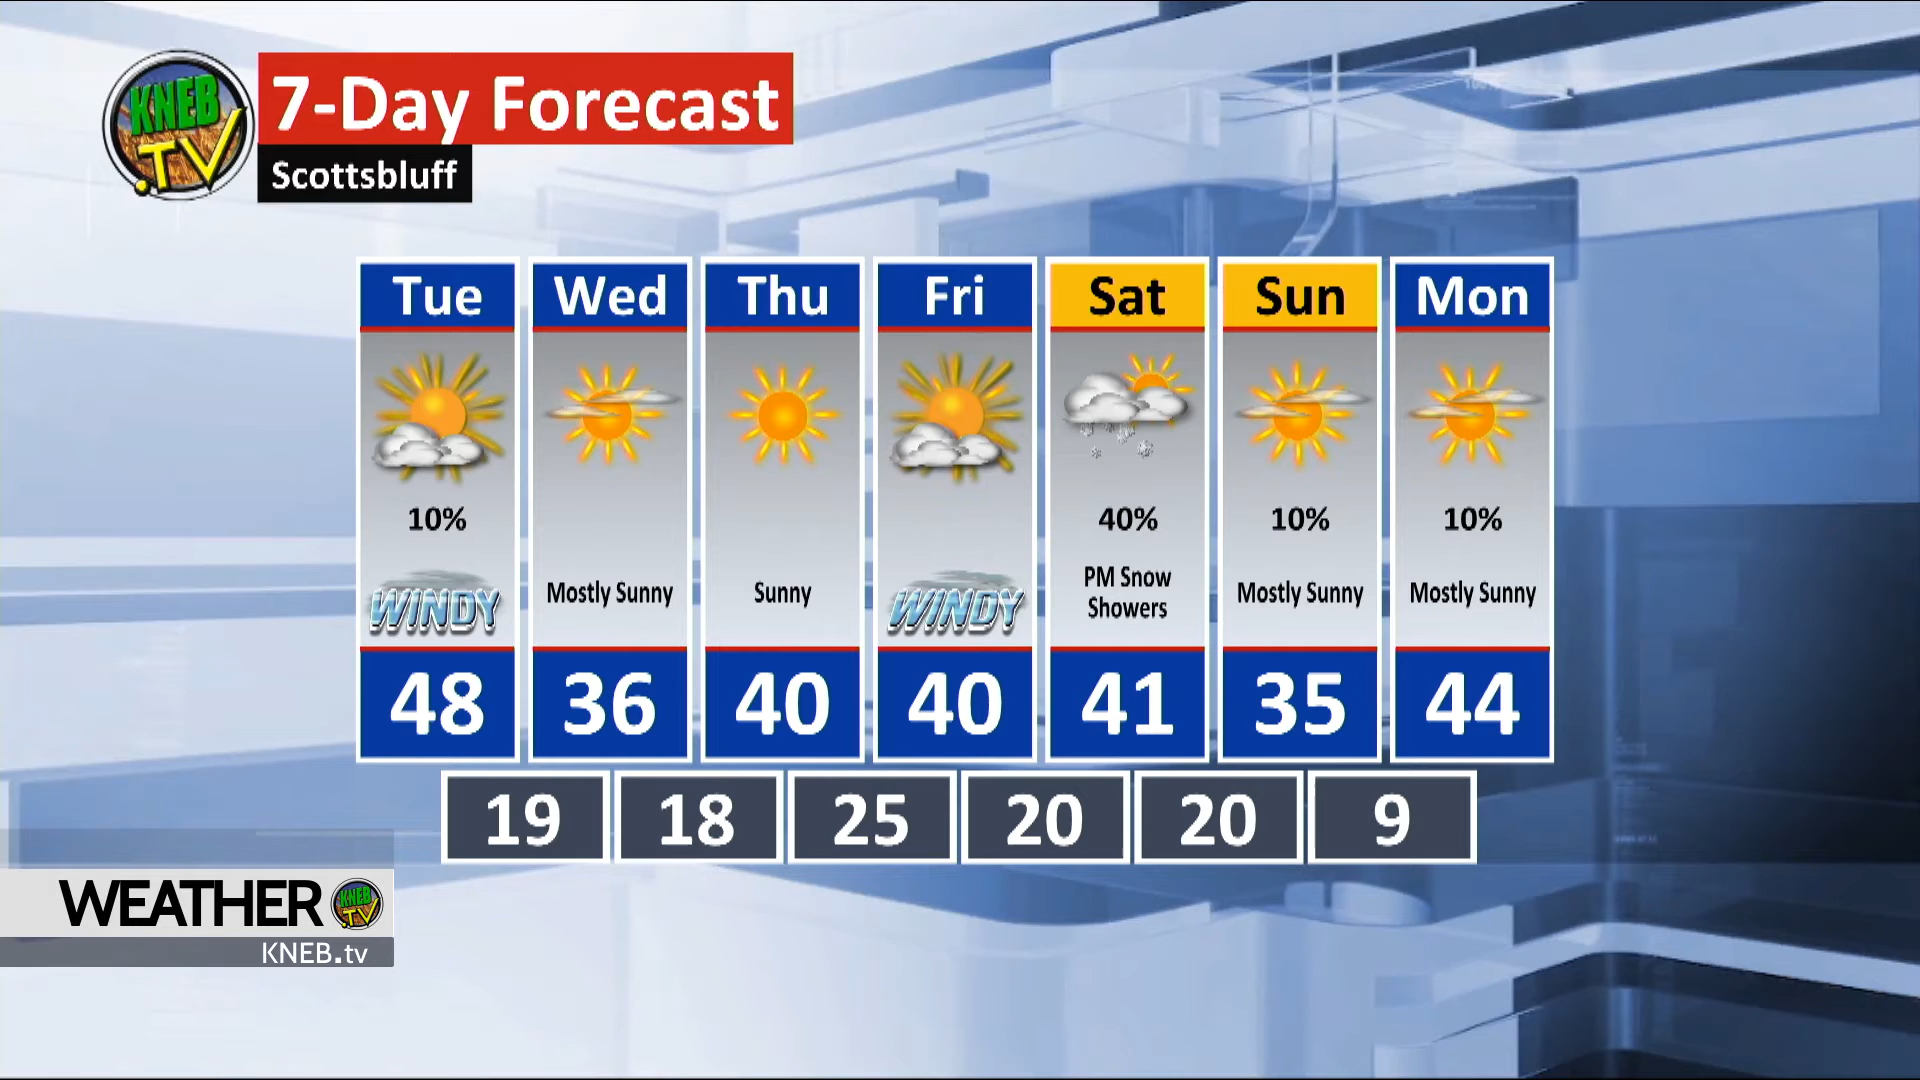 KNEB
.TV
7-Day Forecast
Scottsbluff
Tue Wed Thu Fri Sat Sun Mon
10% 40% 10% 10%
WINDY Mostly Sunny Sunny WINDY PM Snow Showers Mostly Sunny Mostly Sunny
48 36 40 40 41 35 44
19 18 25 20 20 9
WEATHER KNEB .TV
KNEB.tv